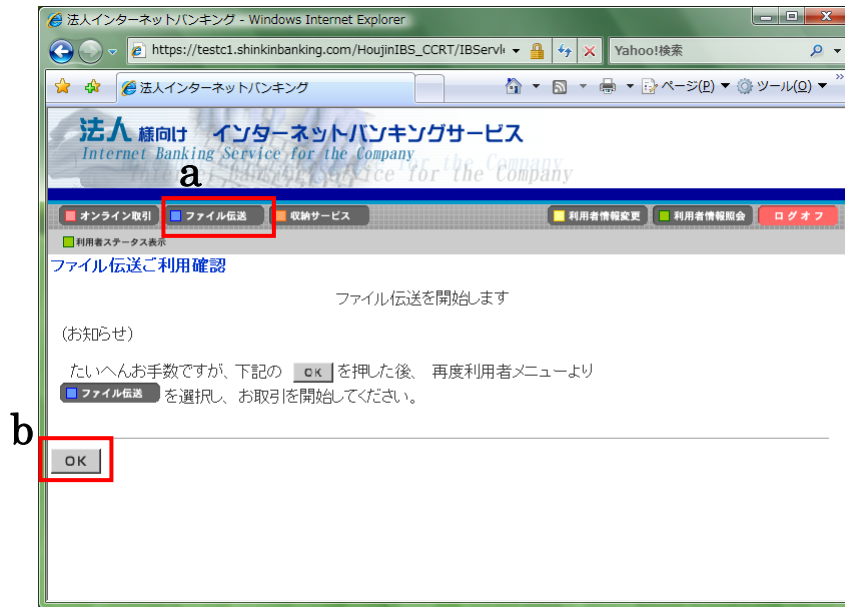 法人インターネットバンキング - Windows Internet Explorer
https://testc1.shinkinbanking.com/HoujinIBS_CCRT/IBServl
Yahoo!検索
法人インターネットバンキング
ページ(P) ツール(O) »
法人 様向け インターネットバンキングサービス
Internet Banking Service for the Company
a
オンライン取引 ファイル伝送 収納サービス 利用者情報変更 利用者情報照会 ログオフ
利用者ステータス表示
ファイル伝送ご利用確認
ファイル伝送を開始します
(お知らせ)
たいへんお手数ですが、下記の OK を押した後、 再度利用者メニューより
ファイル伝送 を選択し、お取引を開始してください。
b
OK